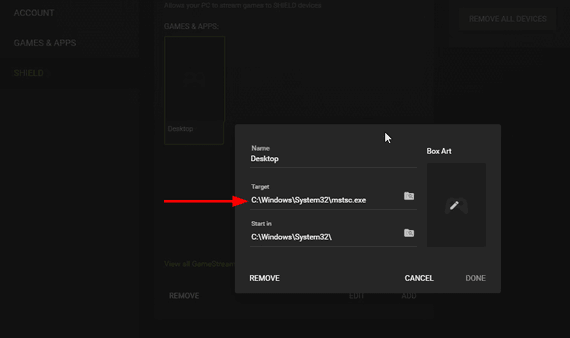 ACCOUNT
Allow your PC to stream games to SHIELD devices.
REMOVE ALL DEVICES
GAMES & APPS:
GAMES & APPS
SHIELD
Desktop
Name
Desktop
Box Art
Target
C:\Windows\System32\mstsc.exe
Start in
C:\Windows\System32\
View all GameStream
REMOVE CANCEL DONE
REMOVE EDIT ADD